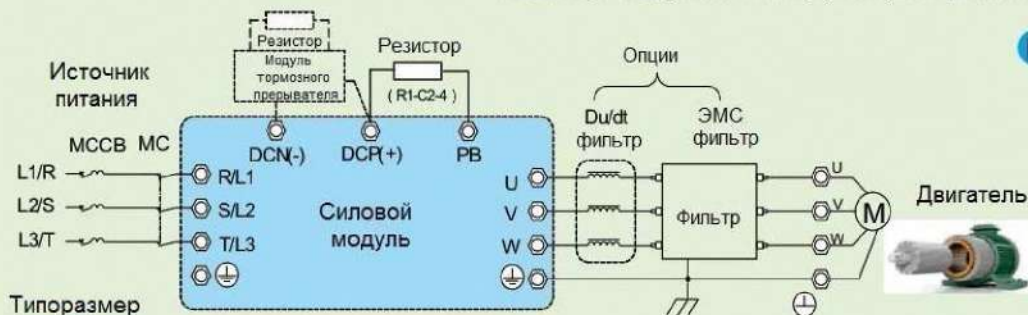 Резистор
Модуль
тормозного
прерывателя
Резистор
( R1-C2-4 )
Опции
Источник
питания
Du/dt
фильтр
ЭМС
фильтр
MCCB MC
DCN(-) DCP(+) PB
L1/R R/L1 U U
L2/S S/L2 V V
L3/T T/L3 W W
Силовой
модуль
Фильтр
M
Двигатель
Типоразмер